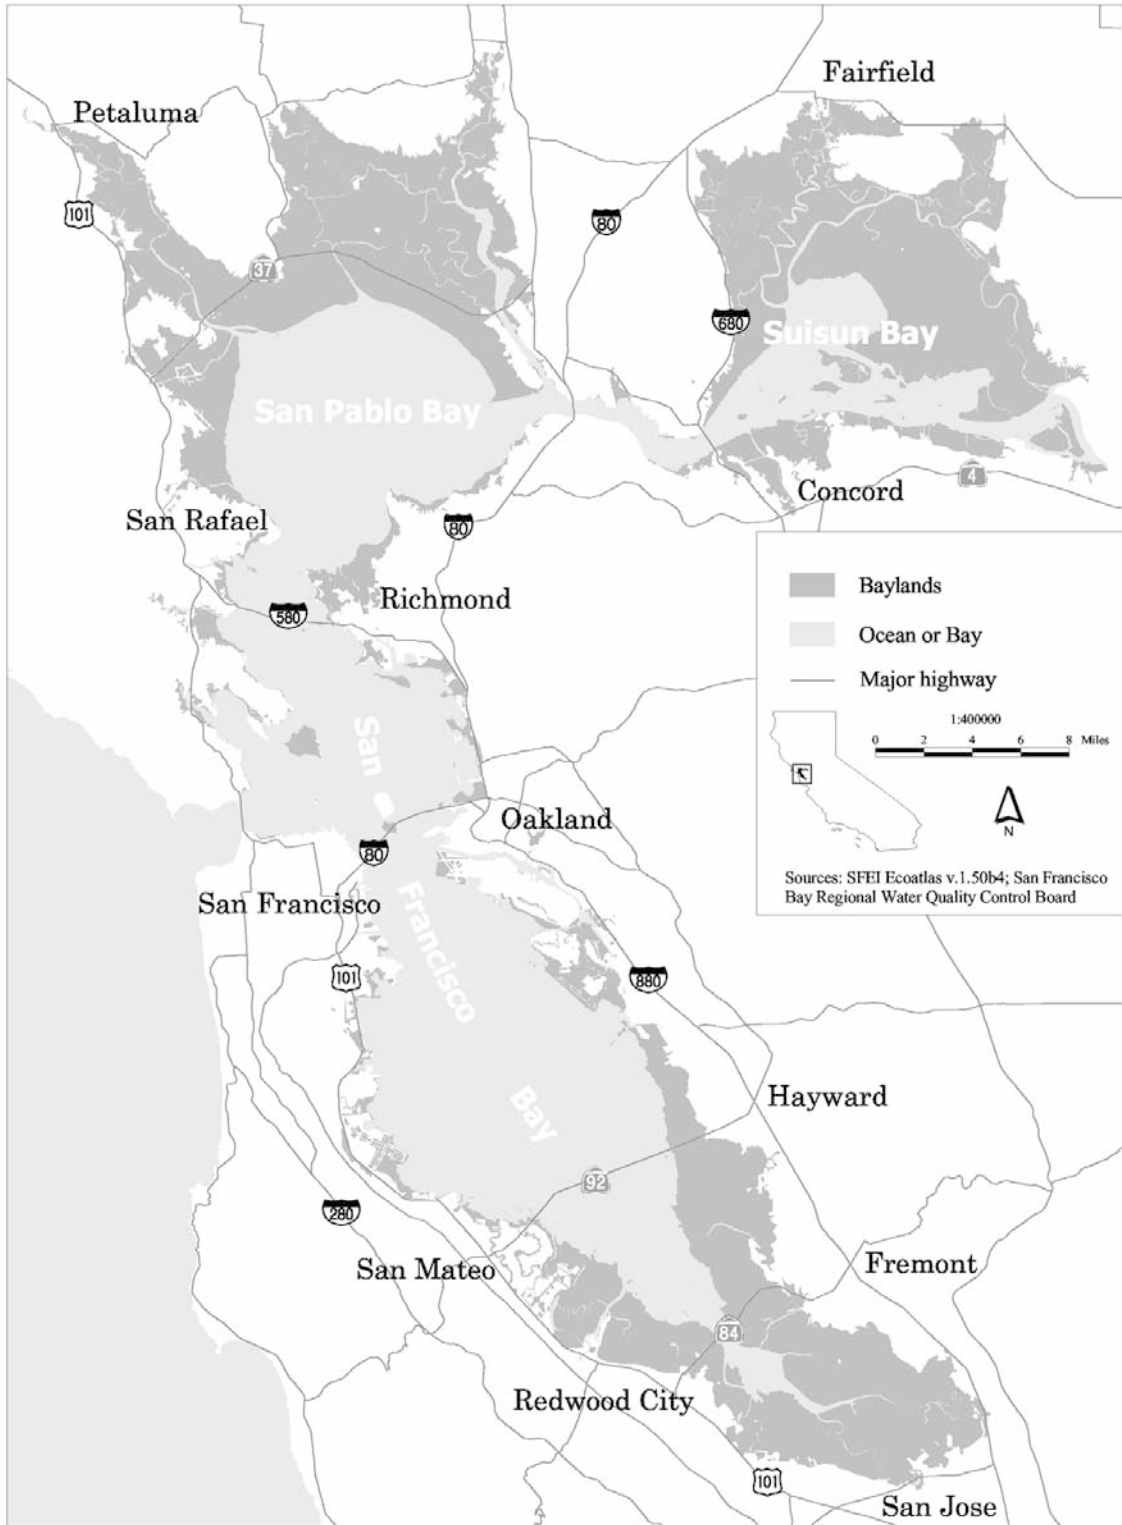 Fairfield
Petaluma
101
80
37
680
Suisun Bay
San Pablo Bay
4
Concord
San Rafael
80
Richmond
580
Baylands
Ocean or Bay
Major highway
1:400000
0 2 4 6 8 Miles
N
Sources: SFEI Ecoatlas v.1.50b4; San Francisco
Bay Regional Water Quality Control Board
San
Francisco
Bay
Oakland
80
San Francisco
101
880
Hayward
92
280
San Mateo
Fremont
84
Redwood City
101
San Jose